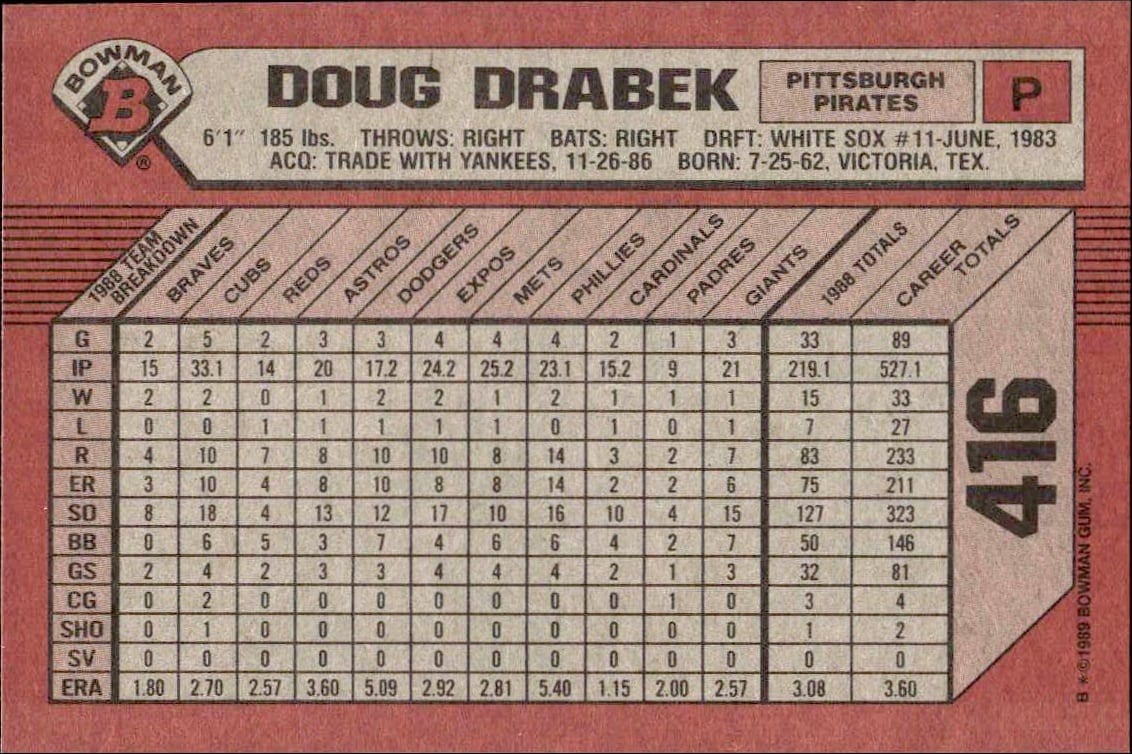 BOWMAN
B
®
DOUG DRABEK
PITTSBURGH
PIRATES
P
6'1" 185 lbs. THROWS: RIGHT BATS: RIGHT DRFT: WHITE SOX #11-JUNE, 1983
ACQ: TRADE WITH YANKEES, 11-26-86 BORN: 7-25-62, VICTORIA, TEX.
1988 TEAM BREAKDOWN BRAVES CUBS REDS ASTROS DODGERS EXPOS METS PHILLIES CARDINALS PADRES GIANTS 1988 TOTALS CAREER TOTALS
G 2 5 2 3 3 4 4 4 2 1 3 33 89
IP 15 33.1 14 20 17.2 24.2 25.2 23.1 15.2 9 21 219.1 527.1
W 2 2 0 1 2 2 1 2 1 1 1 15 33
L 0 0 1 1 1 1 1 0 1 0 1 7 27
R 4 10 7 8 10 10 8 14 3 2 7 83 233
ER 3 10 4 8 10 8 8 14 2 2 6 75 211
SO 8 18 4 13 12 17 10 16 10 4 15 127 323
BB 0 6 5 3 7 4 6 6 4 2 7 50 146
GS 2 4 2 3 3 4 4 4 2 1 3 32 81
CG 0 2 0 0 0 0 0 0 0 1 0 3 4
SHO 0 1 0 0 0 0 0 0 0 0 0 1 2
SV 0 0 0 0 0 0 0 0 0 0 0 0 0
ERA 1.80 2.70 2.57 3.60 5.09 2.92 2.81 5.40 1.15 2.00 2.57 3.08 3.60
416
B *©1989 BOWMAN GUM, INC.